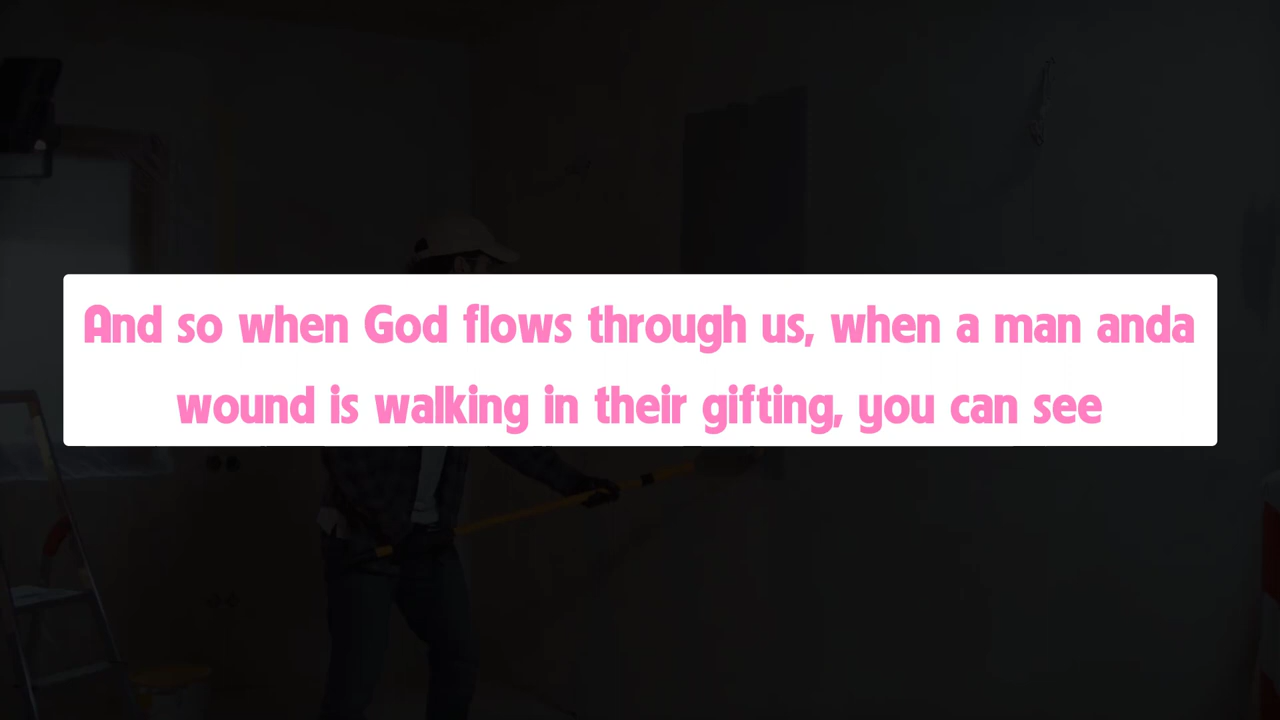 And so when God flows through us, when a man anda
wound is walking in their gifting, you can see